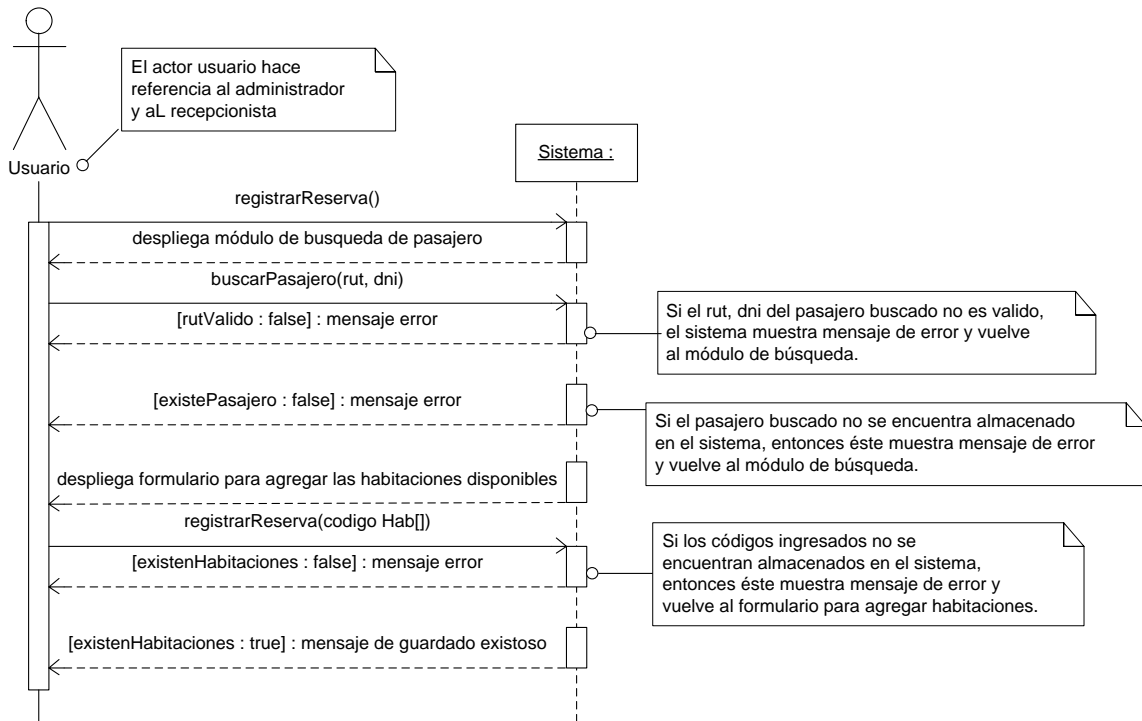 El actor usuario hace
referencia al administrador
y aL recepcionista
Usuario
Sistema :
registrarReserva()
despliega módulo de busqueda de pasajero
buscarPasajero(rut, dni)
[rutValido : false] : mensaje error
Si el rut, dni del pasajero buscado no es valido,
el sistema muestra mensaje de error y vuelve
al módulo de búsqueda.
[existePasajero : false] : mensaje error
Si el pasajero buscado no se encuentra almacenado
en el sistema, entonces éste muestra mensaje de error
y vuelve al módulo de búsqueda.
despliega formulario para agregar las habitaciones disponibles
registrarReserva(codigo Hab[])
[existenHabitaciones : false] : mensaje error
Si los códigos ingresados no se
encuentran almacenados en el sistema,
entonces éste muestra mensaje de error y
vuelve al formulario para agregar habitaciones.
[existenHabitaciones : true] : mensaje de guardado existoso